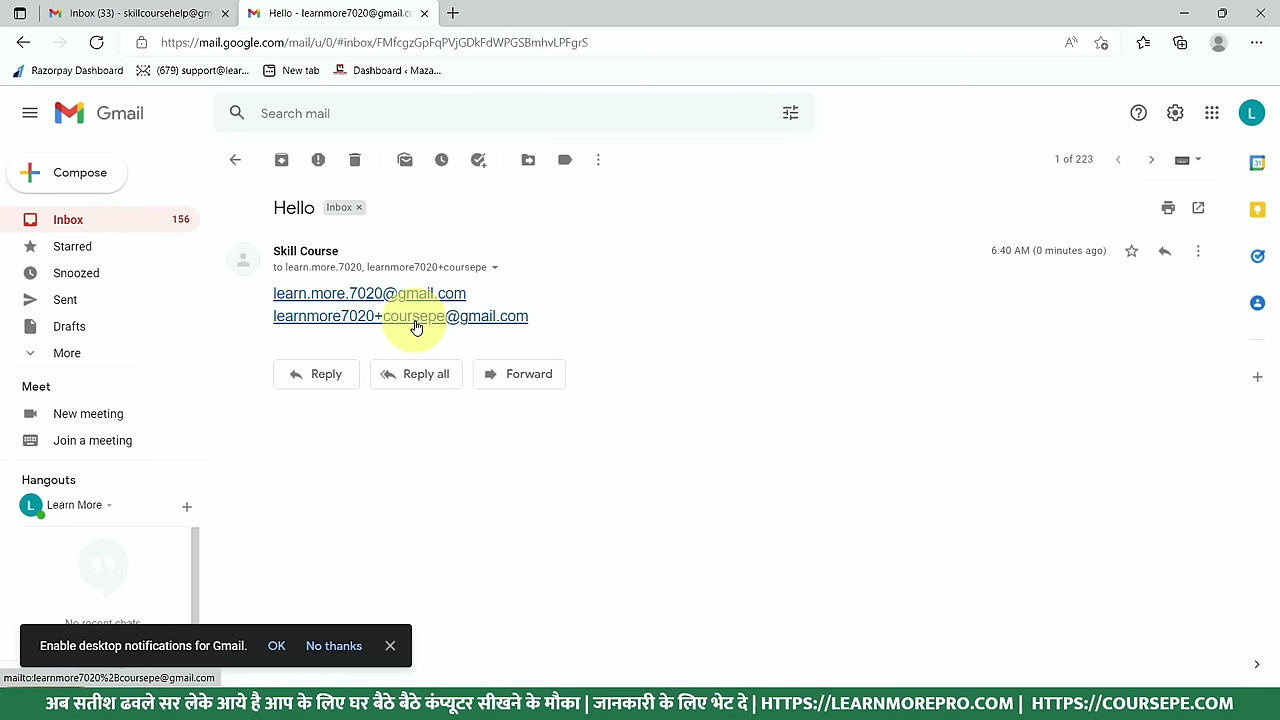 Inbox (33) - skillcoursehelp@gm
Hello - learnmore7020@gmail.c
https://mail.google.com/mail/u/0/#inbox/FMfcgzGpFqPVjGDkFdWPGSBmhvLPFgrS
Razorpay Dashboard
(679) support@lear...
New tab
Dashboard ‹ Maza...
Gmail
Search mail
L
Compose
1 of 223
Inbox 156
Hello Inbox ×
Starred
Skill Course
6:40 AM (0 minutes ago)
to learn.more.7020, learnmore7020+coursepe
Snoozed
learn.more.7020@gmail.com
Sent
learnmore7020+coursepe@gmail.com
Drafts
More
Reply
Reply all
Forward
Meet
New meeting
Join a meeting
Hangouts
L Learn More
No recent chats
Enable desktop notifications for Gmail. OK No thanks
mailto:learnmore7020%2Bcoursepe@gmail.com
अब सतीश ढवले सर लेके आये है आप के लिए घर बैठे बैठे कंप्यूटर सीखने के मौका | जानकारी के लिए भेट दे | HTTPS://LEARNMOREPRO.COM | HTTPS://COURSEPE.COM